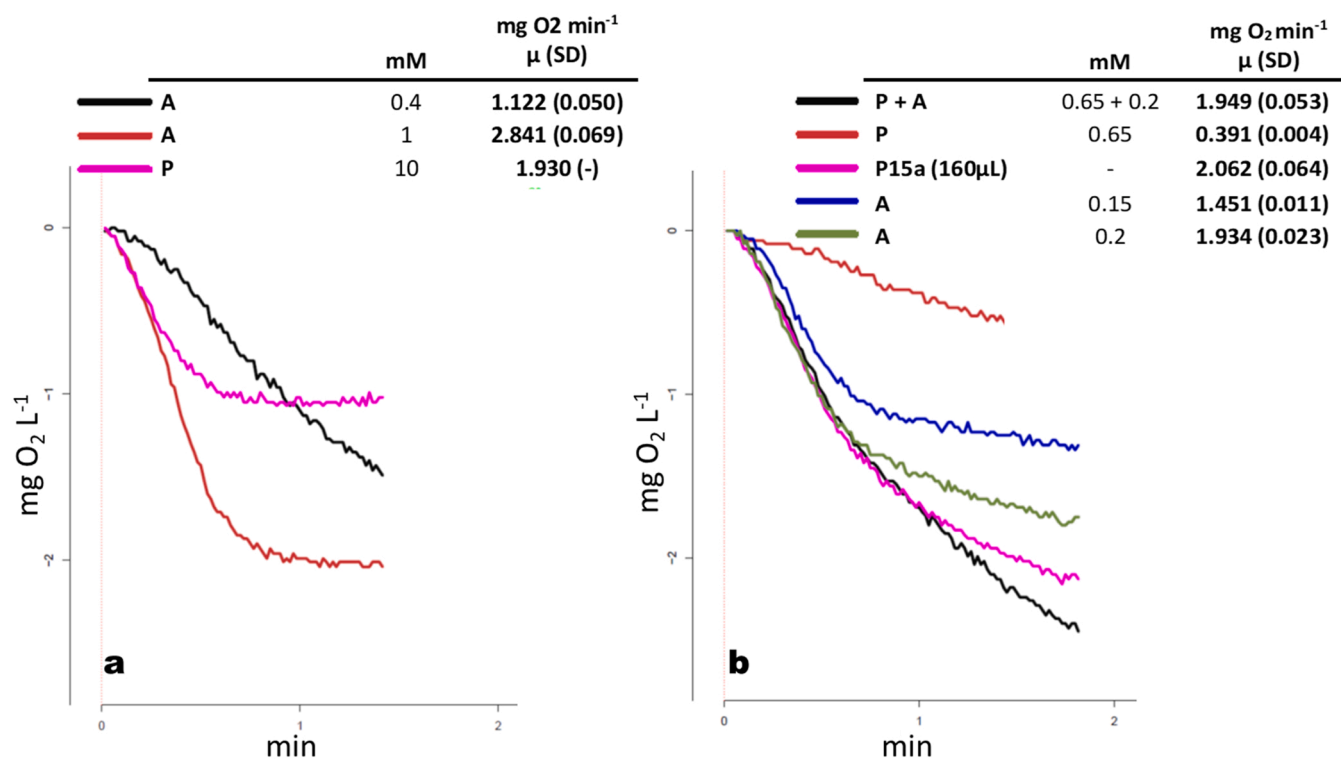 mg O2 min-1
mM μ (SD)
A 0.4 1.122 (0.050)
A 1 2.841 (0.069)
P 10 1.930 (-)
0
-1
-2
mg O2 L-1
a
0 1 2
min
mg O2 min-1
mM μ (SD)
P + A 0.65 + 0.2 1.949 (0.053)
P 0.65 0.391 (0.004)
P15a (160μL) - 2.062 (0.064)
A 0.15 1.451 (0.011)
A 0.2 1.934 (0.023)
0
-1
-2
mg O2 L-1
b
0 1 2
min